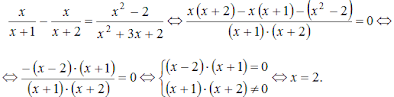 x/(x+1) − x/(x+2) = (x² − 2)/(x² + 3x + 2) ⇔ (x(x+2) − x(x+1) − (x² − 2))/((x+1)·(x+2)) = 0 ⇔
⇔ (−(x−2)·(x+1))/((x+1)·(x+2)) = 0 ⇔ { (x−2)·(x+1) = 0 (x+1)·(x+2) ≠ 0 ⇔ x = 2.